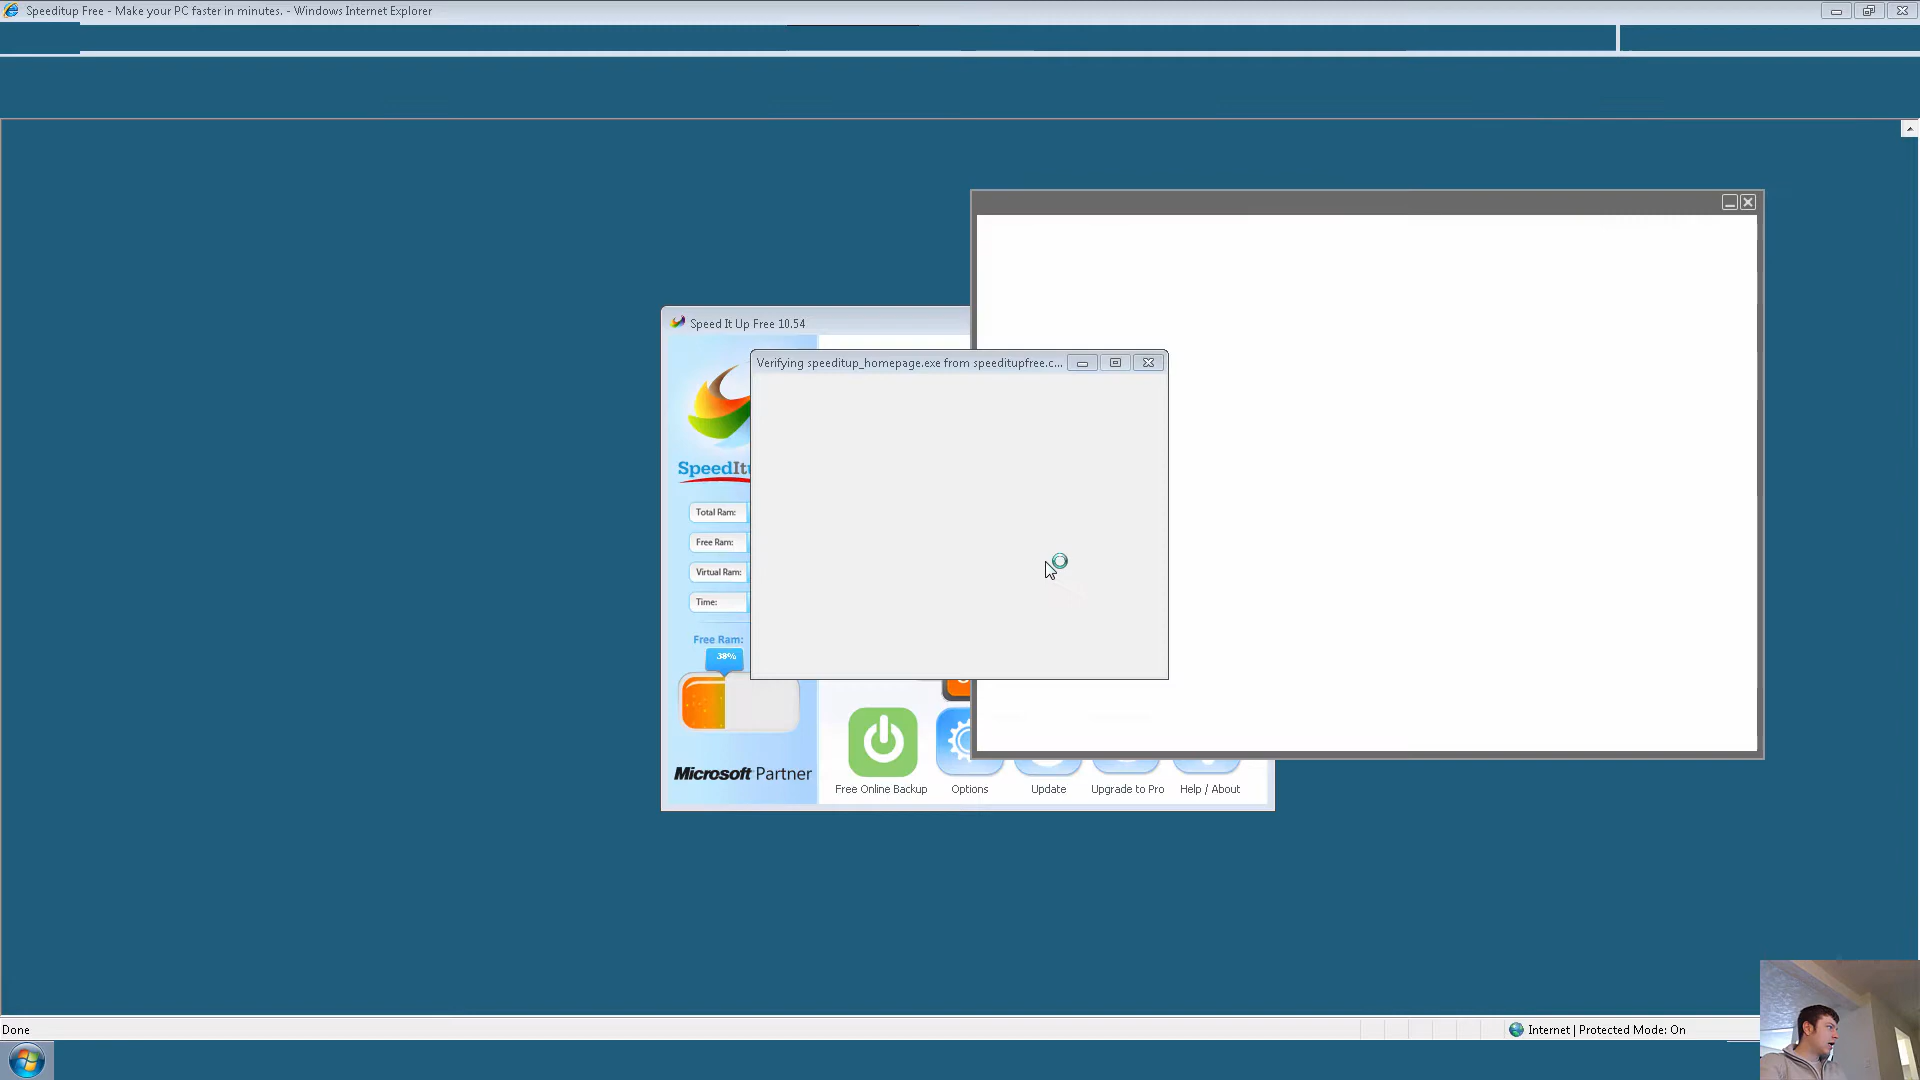 Speeditup Free - Make your PC faster in minutes. - Windows Internet Explorer
Speed It Up Free 10.54
Verifying speeditup_homepage.exe from speeditupfree.c...
SpeedIt
Total Ram:
Free Ram:
Virtual Ram:
Time:
Free Ram:
38%
Microsoft Partner
Free Online Backup
Options
Update
Upgrade to Pro
Help / About
Done
Internet | Protected Mode: On